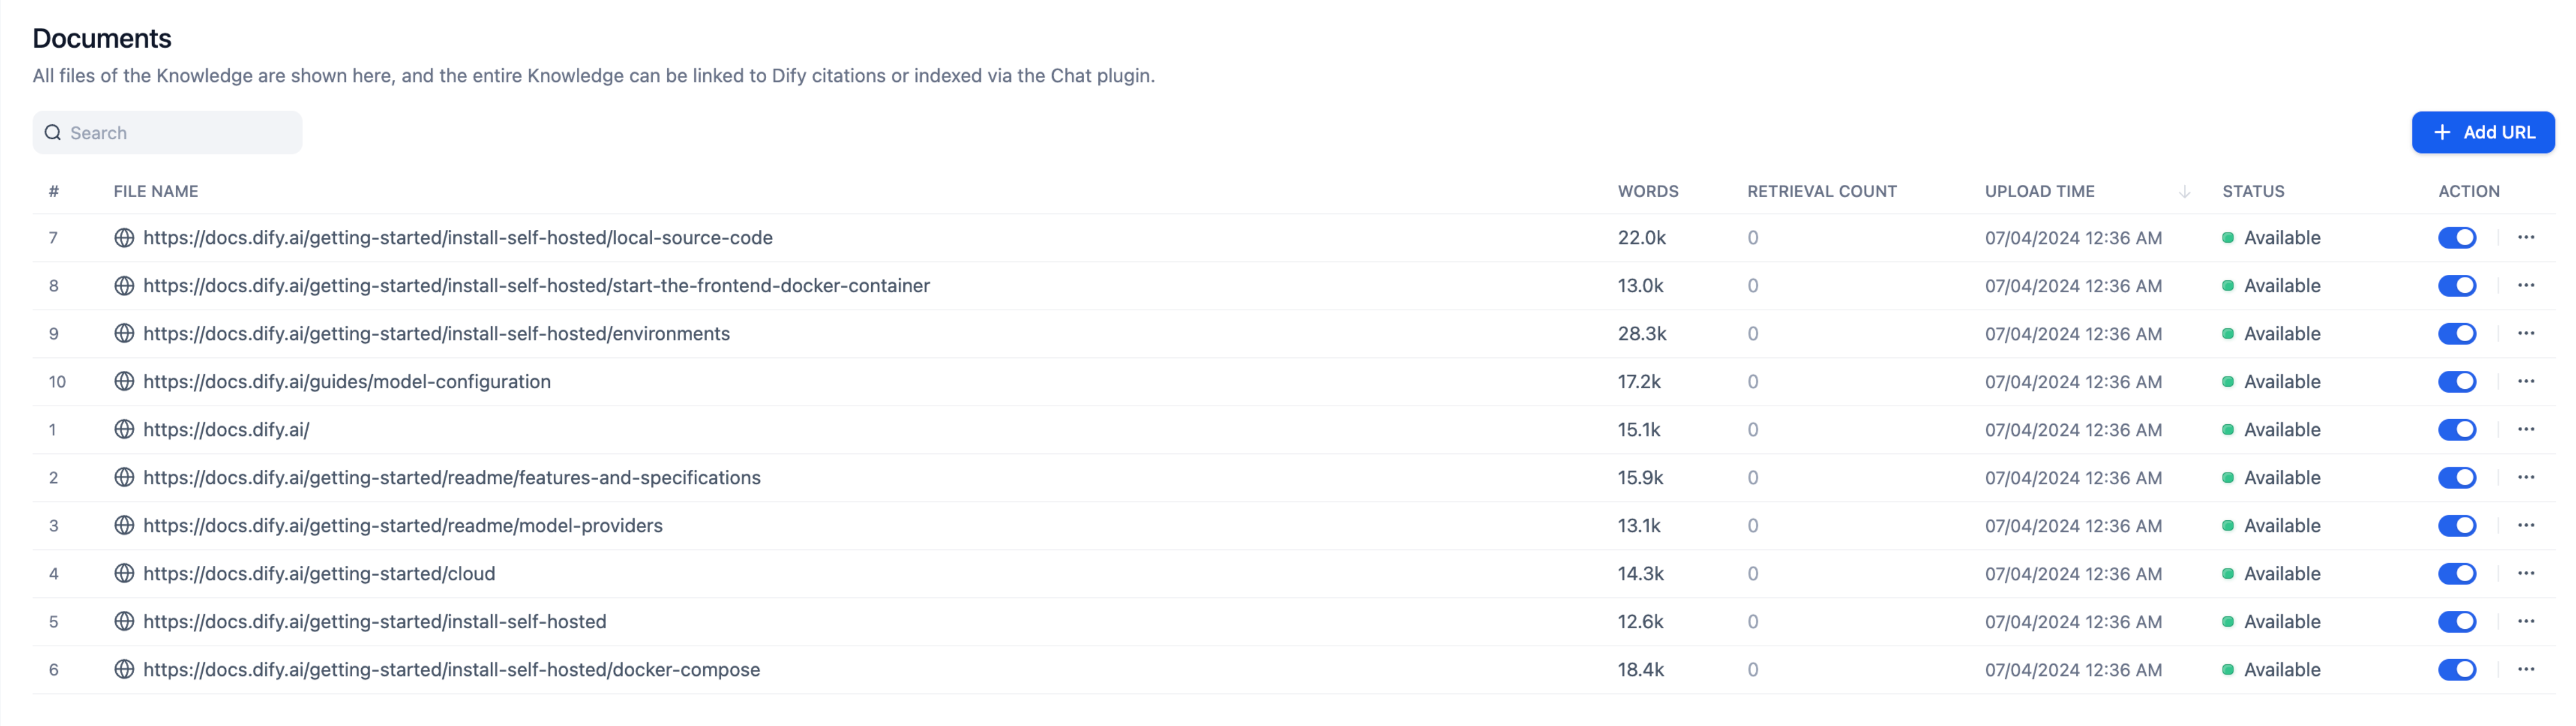 Documents
All files of the Knowledge are shown here, and the entire Knowledge can be linked to Dify citations or indexed via the Chat plugin.
Search
Add URL
# FILE NAME WORDS RETRIEVAL COUNT UPLOAD TIME STATUS ACTION
7 https://docs.dify.ai/getting-started/install-self-hosted/local-source-code 22.0k 0 07/04/2024 12:36 AM Available
8 https://docs.dify.ai/getting-started/install-self-hosted/start-the-frontend-docker-container 13.0k 0 07/04/2024 12:36 AM Available
9 https://docs.dify.ai/getting-started/install-self-hosted/environments 28.3k 0 07/04/2024 12:36 AM Available
10 https://docs.dify.ai/guides/model-configuration 17.2k 0 07/04/2024 12:36 AM Available
1 https://docs.dify.ai/ 15.1k 0 07/04/2024 12:36 AM Available
2 https://docs.dify.ai/getting-started/readme/features-and-specifications 15.9k 0 07/04/2024 12:36 AM Available
3 https://docs.dify.ai/getting-started/readme/model-providers 13.1k 0 07/04/2024 12:36 AM Available
4 https://docs.dify.ai/getting-started/cloud 14.3k 0 07/04/2024 12:36 AM Available
5 https://docs.dify.ai/getting-started/install-self-hosted 12.6k 0 07/04/2024 12:36 AM Available
6 https://docs.dify.ai/getting-started/install-self-hosted/docker-compose 18.4k 0 07/04/2024 12:36 AM Available